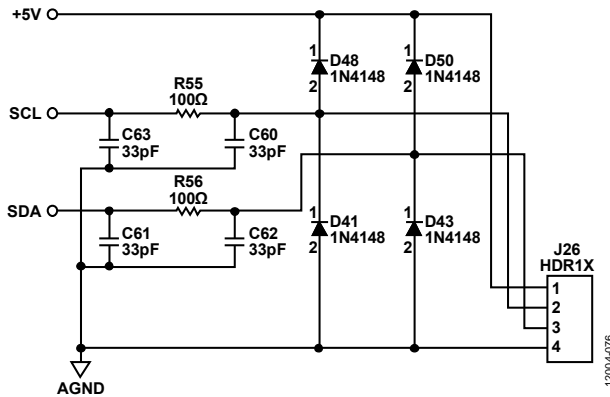 +5V
1
D48
1N4148
2
1
D50
1N4148
2
R55
100Ω
SCL
C63
33pF
C60
33pF
R56
100Ω
SDA
C61
33pF
C62
33pF
1
D41
1N4148
2
1
D43
1N4148
2
J26
HDR1X
1
2
3
4
AGND
12004-076